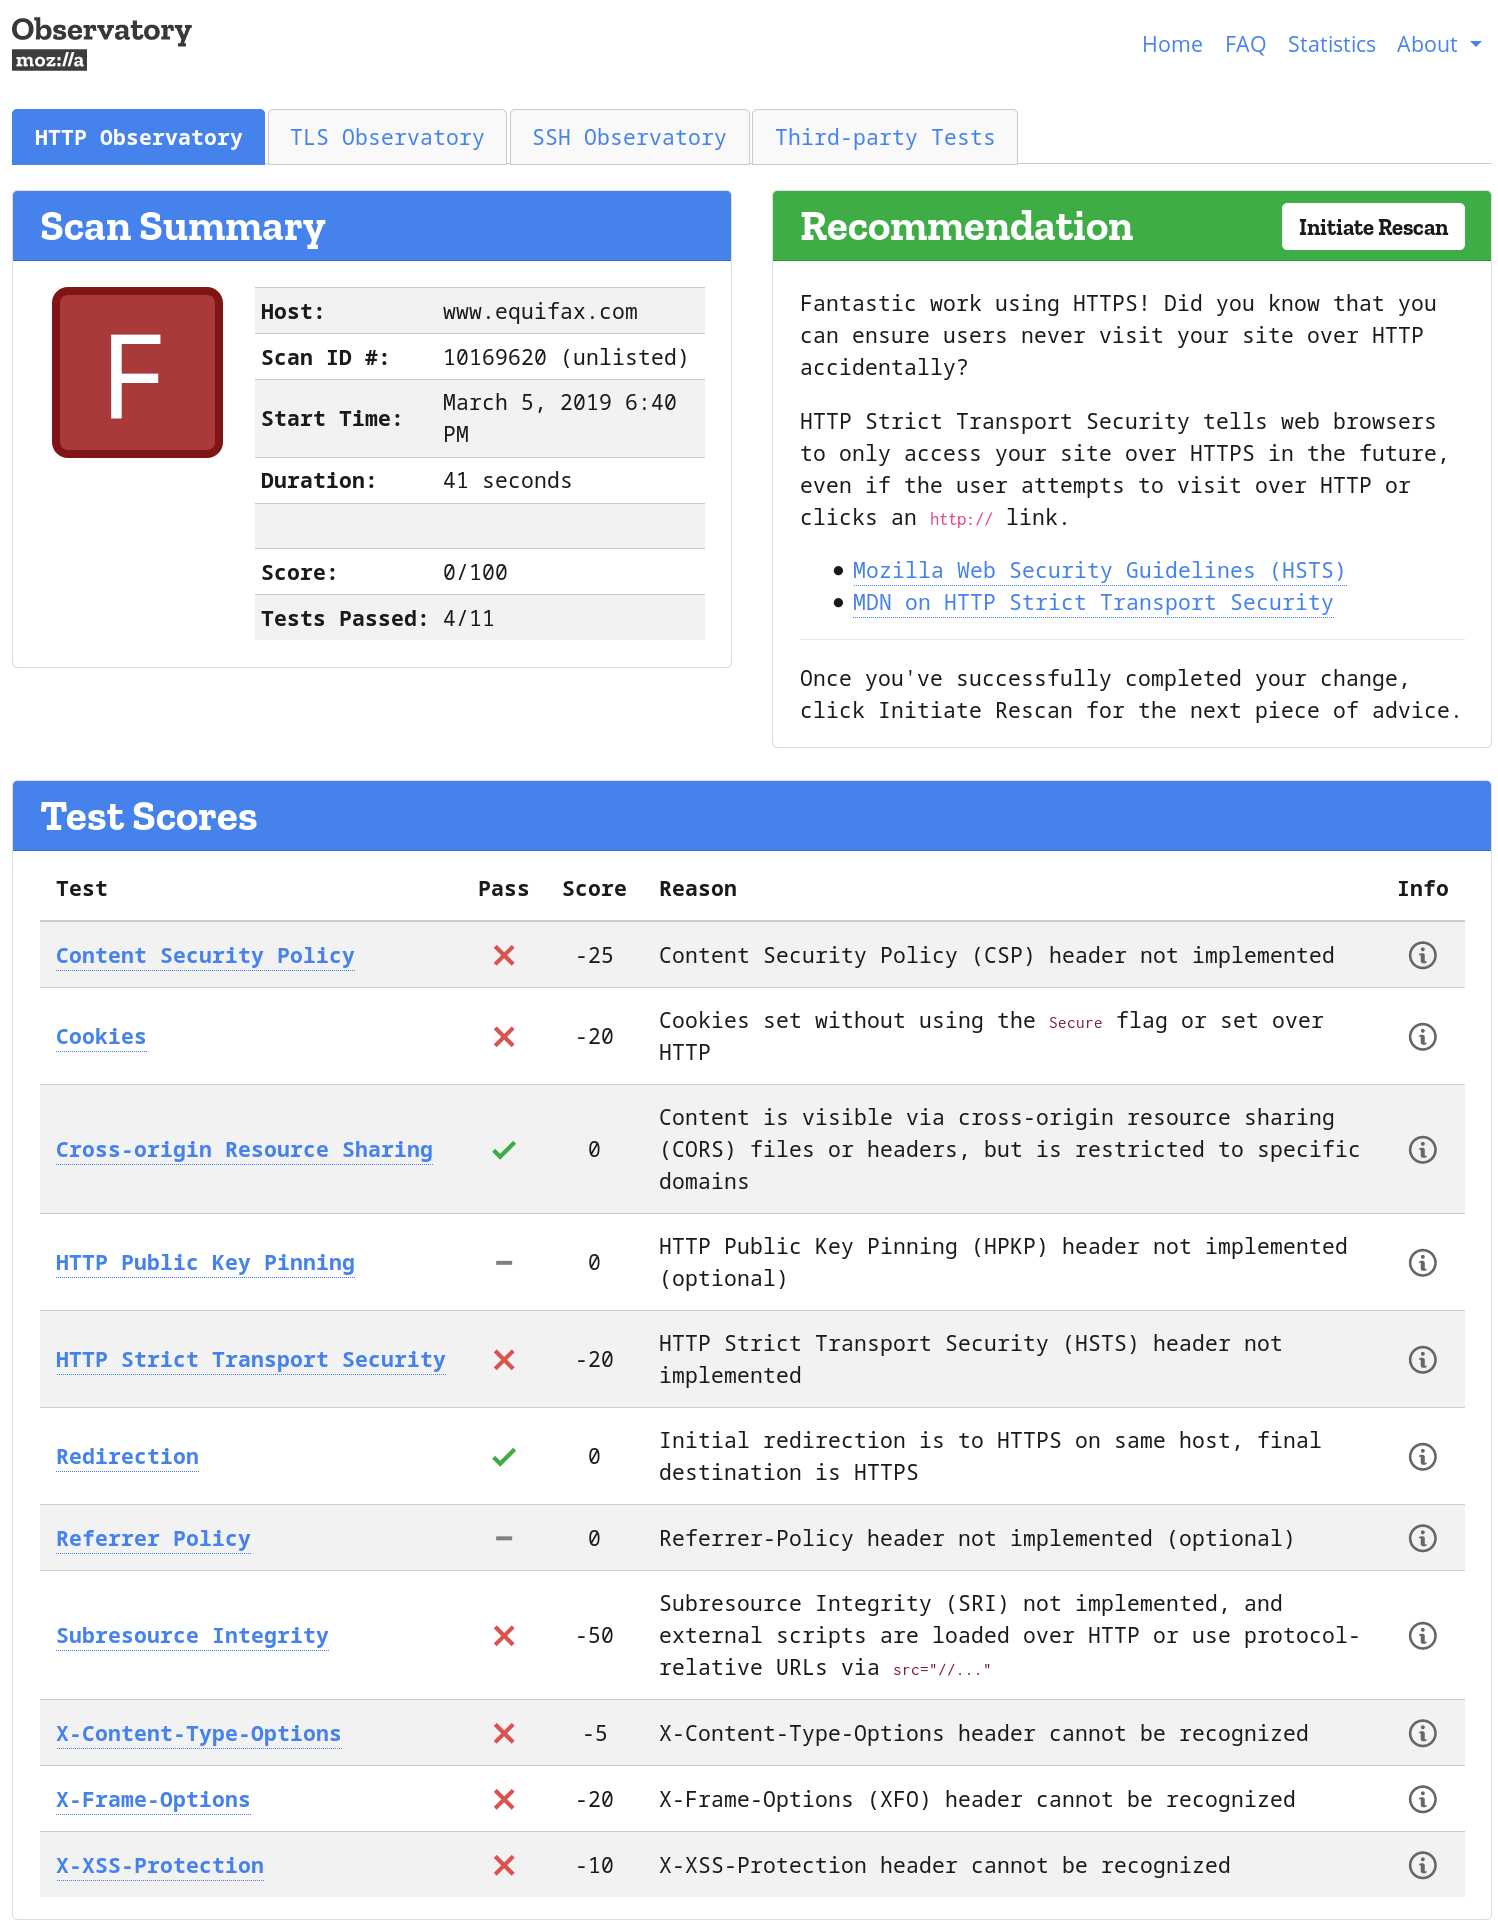 Observatory
moz://a
Home FAQ Statistics About
HTTP Observatory TLS Observatory SSH Observatory Third-party Tests
Scan Summary
F
Host: www.equifax.com
Scan ID #: 10169620 (unlisted)
Start Time: March 5, 2019 6:40
PM
Duration: 41 seconds
Score: 0/100
Tests Passed: 4/11
Recommendation
Initiate Rescan
Fantastic work using HTTPS! Did you know that you
can ensure users never visit your site over HTTP
accidentally?
HTTP Strict Transport Security tells web browsers
to only access your site over HTTPS in the future,
even if the user attempts to visit over HTTP or
clicks an http:// link.
• Mozilla Web Security Guidelines (HSTS)
• MDN on HTTP Strict Transport Security
Once you've successfully completed your change,
click Initiate Rescan for the next piece of advice.
Test Scores
Test Pass Score Reason Info
Content Security Policy -25 Content Security Policy (CSP) header not implemented
Cookies -20 Cookies set without using the Secure flag or set over
HTTP
Cross-origin Resource Sharing 0 Content is visible via cross-origin resource sharing
(CORS) files or headers, but is restricted to specific
domains
HTTP Public Key Pinning 0 HTTP Public Key Pinning (HPKP) header not implemented
(optional)
HTTP Strict Transport Security -20 HTTP Strict Transport Security (HSTS) header not
implemented
Redirection 0 Initial redirection is to HTTPS on same host, final
destination is HTTPS
Referrer Policy 0 Referrer-Policy header not implemented (optional)
Subresource Integrity -50 Subresource Integrity (SRI) not implemented, and
external scripts are loaded over HTTP or use protocol-
relative URLs via src="//..."
X-Content-Type-Options -5 X-Content-Type-Options header cannot be recognized
X-Frame-Options -20 X-Frame-Options (XFO) header cannot be recognized
X-XSS-Protection -10 X-XSS-Protection header cannot be recognized